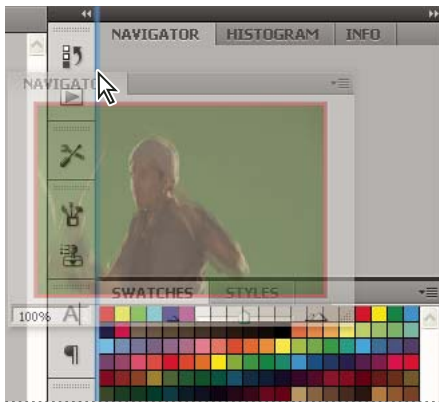 NAVIGATOR HISTOGRAM INFO
NAVIGATOR
SWATCHES STYLES
100% A